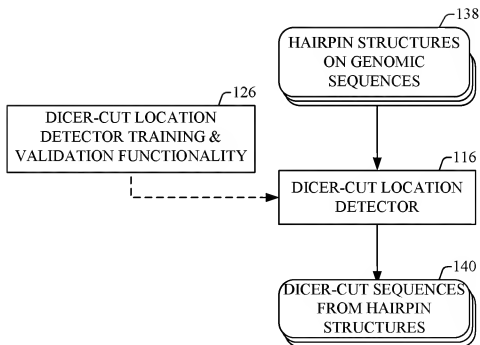 138
HAIRPIN STRUCTURES
ON GENOMIC
SEQUENCES
126
DICER-CUT LOCATION
DETECTOR TRAINING &
VALIDATION FUNCTIONALITY
116
DICER-CUT LOCATION
DETECTOR
140
DICER-CUT SEQUENCES
FROM HAIRPIN
STRUCTURES